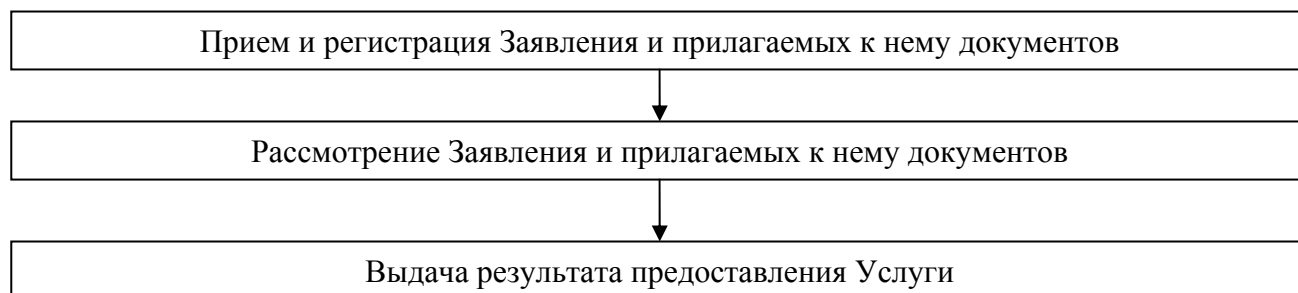 Прием и регистрация Заявления и прилагаемых к нему документов
Рассмотрение Заявления и прилагаемых к нему документов
Выдача результата предоставления Услуги